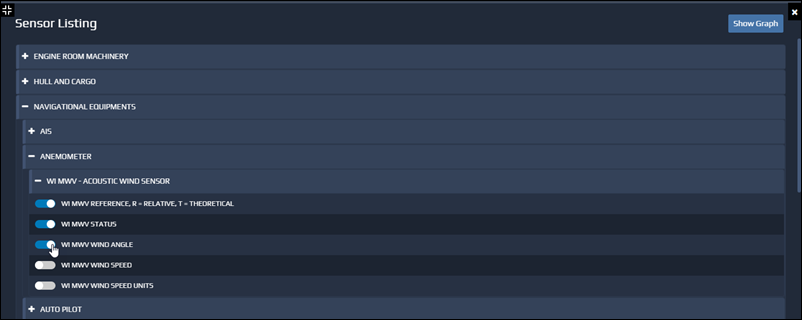 Sensor Listing
Show Graph
ENGINE ROOM MACHINERY
HULL AND CARGO
NAVIGATIONAL EQUIPMENTS
AIS
ANEMOMETER
WI MWV - ACOUSTIC WIND SENSOR
WI MWV REFERENCE, R = RELATIVE, T = THEORETICAL
WI MWV STATUS
WI MWV WIND ANGLE
WI MWV WIND SPEED
WI MWV WIND SPEED UNITS
AUTO PILOT